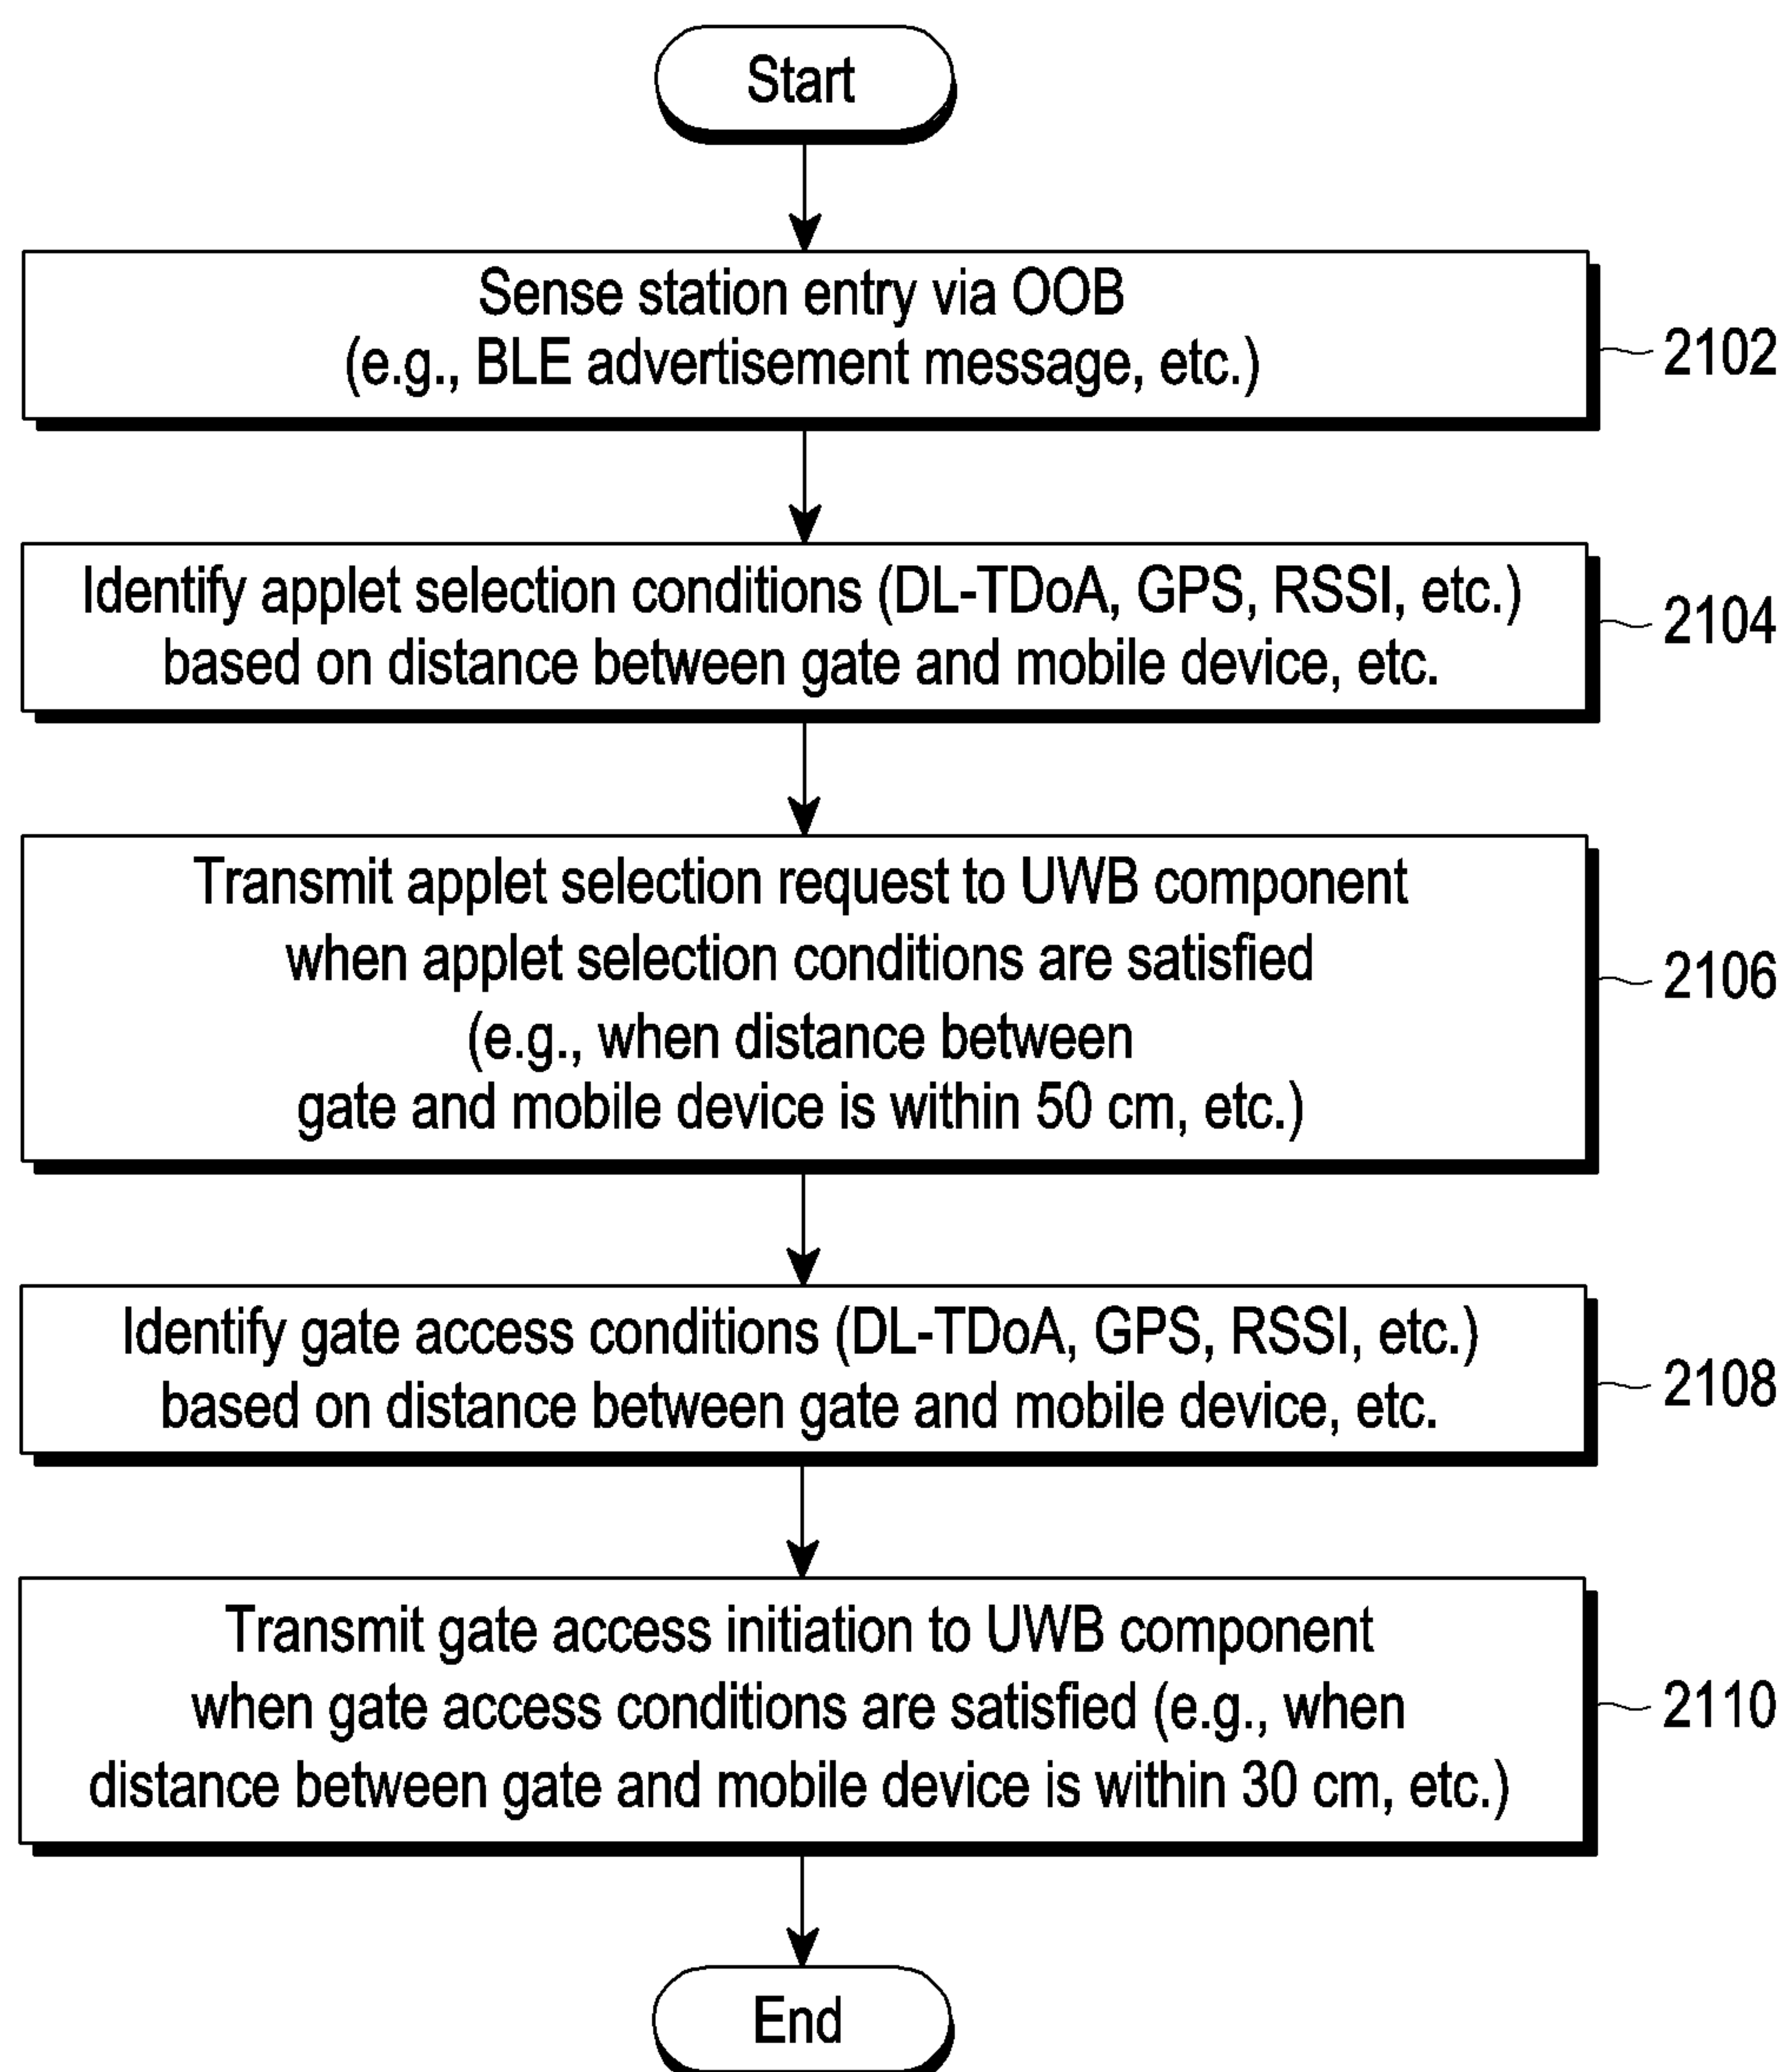 Start
Sense station entry via OOB
(e.g., BLE advertisement message, etc.)
2102
Identify applet selection conditions (DL-TDoA, GPS, RSSI, etc.)
based on distance between gate and mobile device, etc.
2104
Transmit applet selection request to UWB component
when applet selection conditions are satisfied
(e.g., when distance between
gate and mobile device is within 50 cm, etc.)
2106
Identify gate access conditions (DL-TDoA, GPS, RSSI, etc.)
based on distance between gate and mobile device, etc.
2108
Transmit gate access initiation to UWB component
when gate access conditions are satisfied (e.g., when
distance between gate and mobile device is within 30 cm, etc.)
2110
End